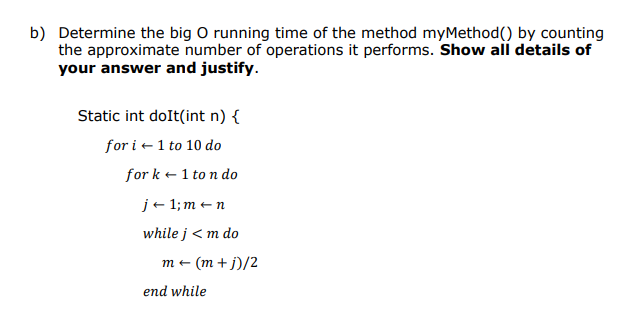 b) Determine the big O running time of the method myMethod() by counting
the approximate number of operations it performs. Show all details of
your answer and justify.
Static int doIt(int n) {
for i ← 1 to 10 do
for k ← 1 to n do
j ← 1; m ← n
while j < m do
m ← (m + j)/2
end while